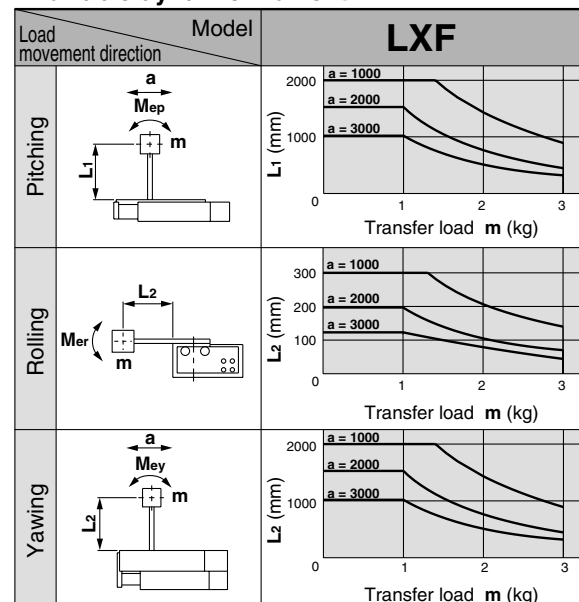 Load
movement direction
Model
LXF
Pitching
a
Mep
m
L1
L1 (mm)
2000
1000
0
a = 1000
a = 2000
a = 3000
1
2
3
Transfer load m (kg)
Rolling
L2
Mer
m
L2 (mm)
300
200
100
0
a = 1000
a = 2000
a = 3000
1
2
3
Transfer load m (kg)
Yawing
a
Mey
m
L2
L2 (mm)
2000
1000
0
a = 1000
a = 2000
a = 3000
1
2
3
Transfer load m (kg)